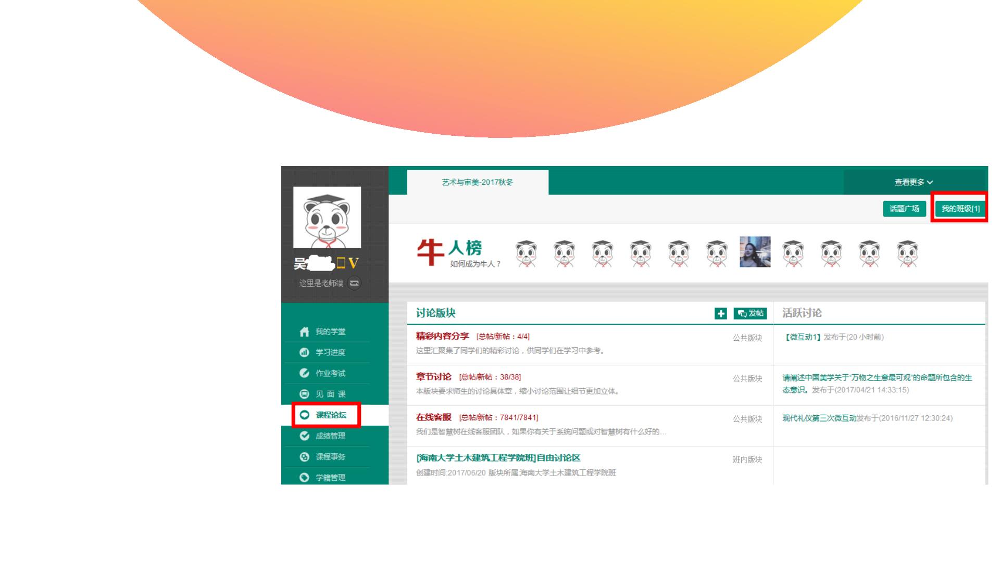 艺术与审美-2017秋冬
查看更多
话题广场
我的班级[1]
吴
V
这里是老师端
牛人榜
如何成为牛人？
我的学堂
学习进度
作业考试
见面课
课程论坛
成绩管理
课程事务
学籍管理
讨论版块
发帖
精彩内容分享 [总帖/新帖：4/4]
公共版块
这里汇聚了同学们的精彩讨论，供同学们在学习中参考。
章节讨论 [总帖/新帖：38/38]
公共版块
本版块要求师生的讨论具体章，缩小讨论范围让细节更加立体。
在线客服 [总帖/新帖：7841/7841]
公共版块
我们是智慧树在线客服团队，如果你有关于系统问题或对智慧树有什么好的...
[海南大学土木建筑工程学院班]自由讨论区
班内版块
创建时间:2017/06/20 版块所属:海南大学土木建筑工程学院班
活跃讨论
【微互动1】发布于(20 小时前)
请阐述中国美学关于“万物之生意最可观”的命题所包含的生
态意识。发布于(2017/04/21 14:33:15)
现代礼仪第三次微互动发布于(2016/11/27 12:30:24)